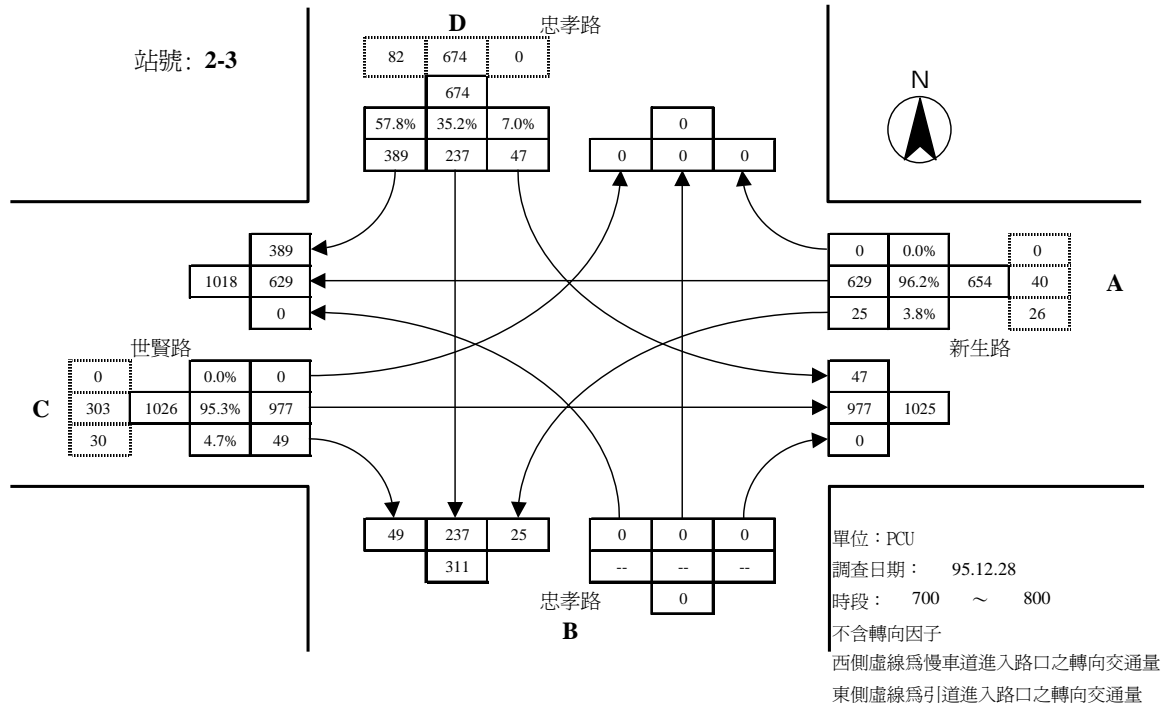 站號: 2-3
D 忠孝路
82 674 0
674
57.8% 35.2% 7.0%
389 237 47
0
0 0 0
N
389
1018 629
0
0 0.0% 0
629 96.2% 654 40
25 3.8% 26
A
世賢路
新生路
0 0.0% 0
C 303 1026 95.3% 977
30 4.7% 49
47
977 1025
0
49 237 25
311
0 0 0
-- -- --
0
忠孝路
B
單位：PCU
調查日期： 95.12.28
時段： 700 ～ 800
不含轉向因子
西側虛線爲慢車道進入路口之轉向交通量
東側虛線爲引道進入路口之轉向交通量